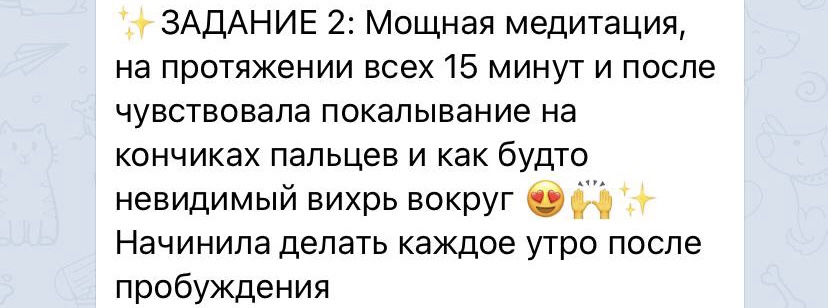 ✨ЗАДАНИЕ 2: Мощная медитация,
на протяжении всех 15 минут и после
чувствовала покалывание на
кончиках пальцев и как будто
невидимый вихрь вокруг 😍🙌✨
Начинила делать каждое утро после
пробуждения